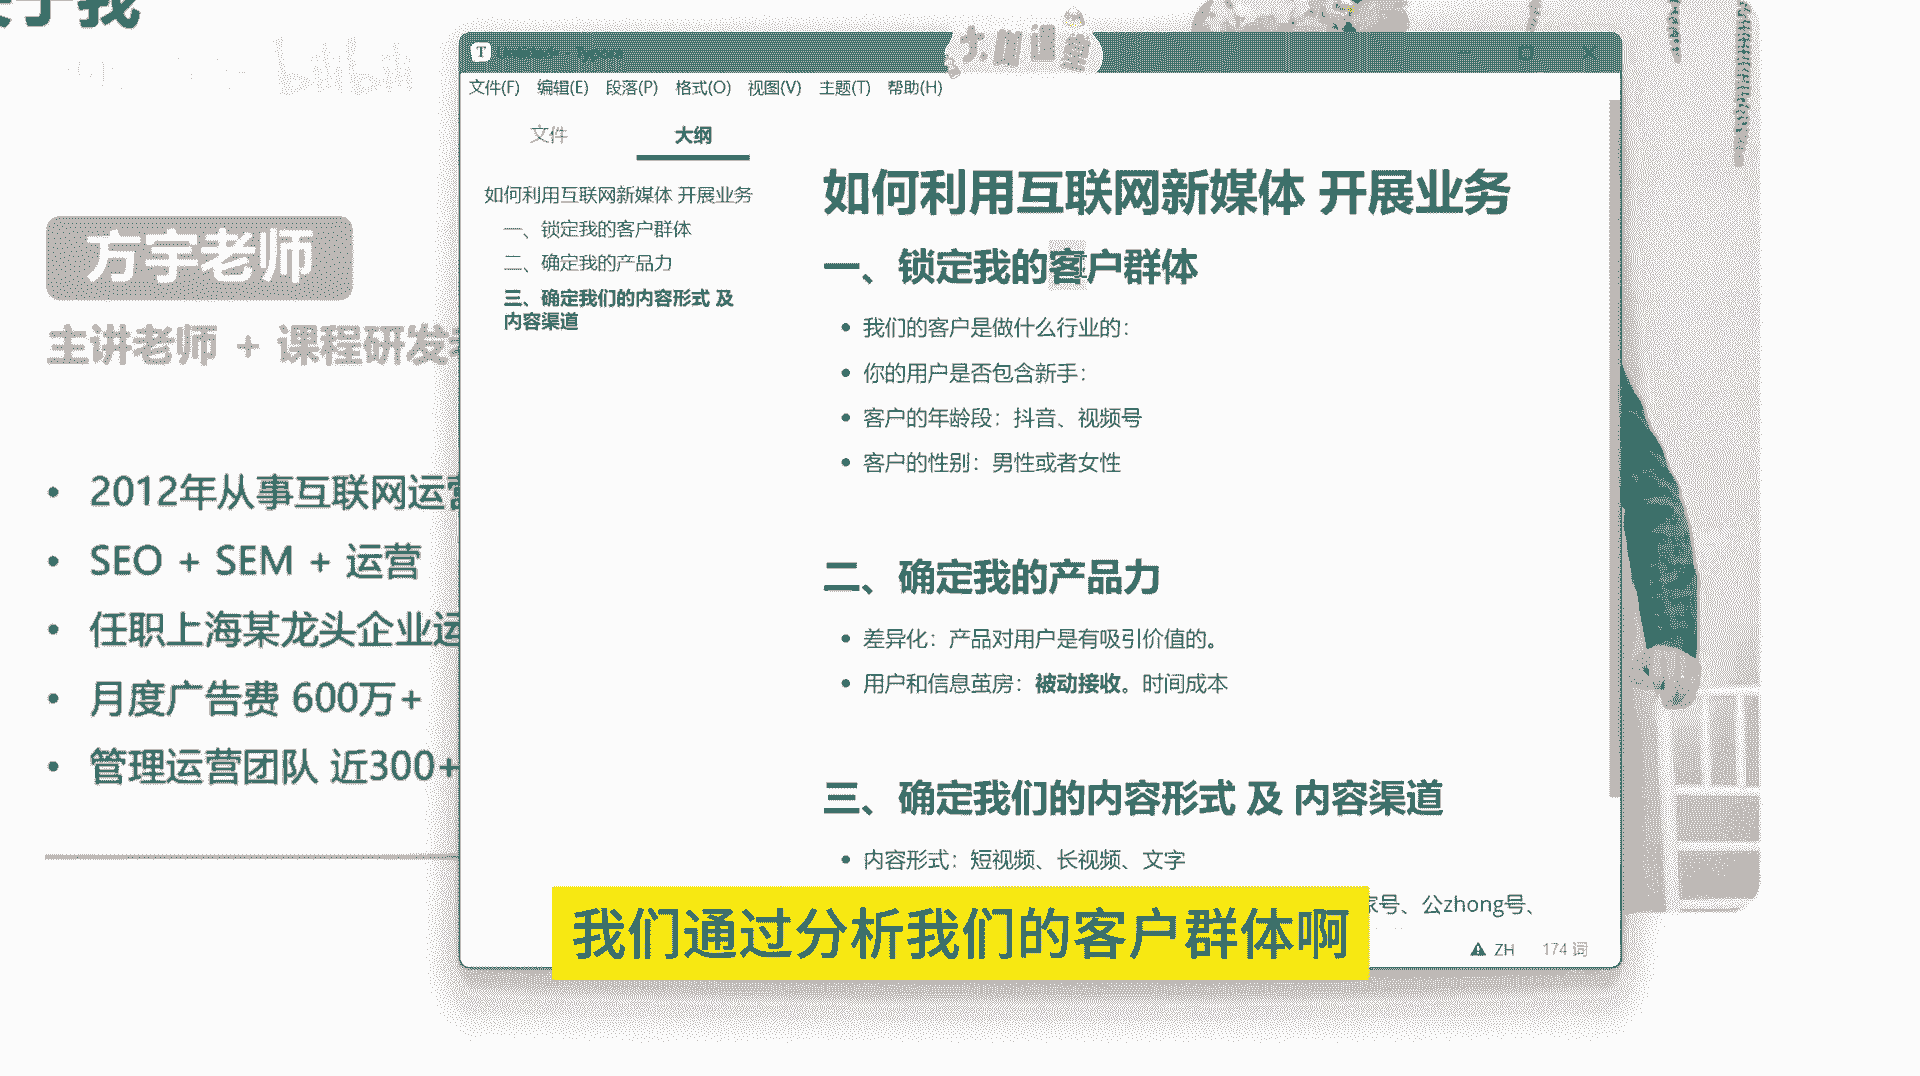 关于我
bilibili
大鹏课堂
方宇老师
主讲老师 + 课程研发老
• 2012年从事互联网运营
• SEO + SEM + 运营
• 任职上海某龙头企业运
• 月度广告费 600万+
• 管理运营团队 近300+
T
文件(F) 编辑(E) 段落(P) 格式(O) 视图(V) 主题(T) 帮助(H)
文件 大纲
如何利用互联网新媒体 开展业务
一、锁定我的客户群体
二、确定我的产品力
三、确定我们的内容形式 及
内容渠道
如何利用互联网新媒体 开展业务
一、锁定我的客户群体
• 我们的客户是做什么行业的：
• 你的用户是否包含新手：
• 客户的年龄段：抖音、视频号
• 客户的性别：男性或者女性
二、确定我的产品力
• 差异化：产品对用户是有吸引价值的。
• 用户和信息茧房：被动接收。时间成本
三、确定我们的内容形式 及 内容渠道
• 内容形式：短视频、长视频、文字
家号、公zhong号、
我们通过分析我们的客户群体啊
ZH 174 词